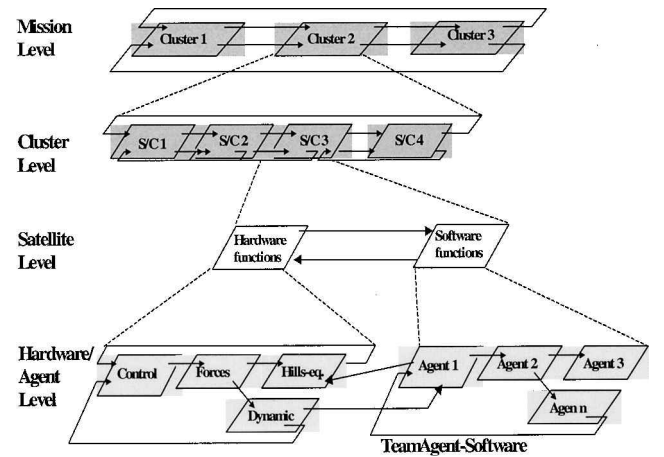 Mission
Level
Cluster 1
Cluster 2
Cluster 3
Cluster
Level
S/C1
S/C2
S/C3
S/C4
Satellite
Level
Hardware
functions
Software
functions
Hardware/
Agent
Level
Control
Forces
Hills-eq.
Dynamic
Agent 1
Agent 2
Agent 3
Agen n
TeamAgent-Software